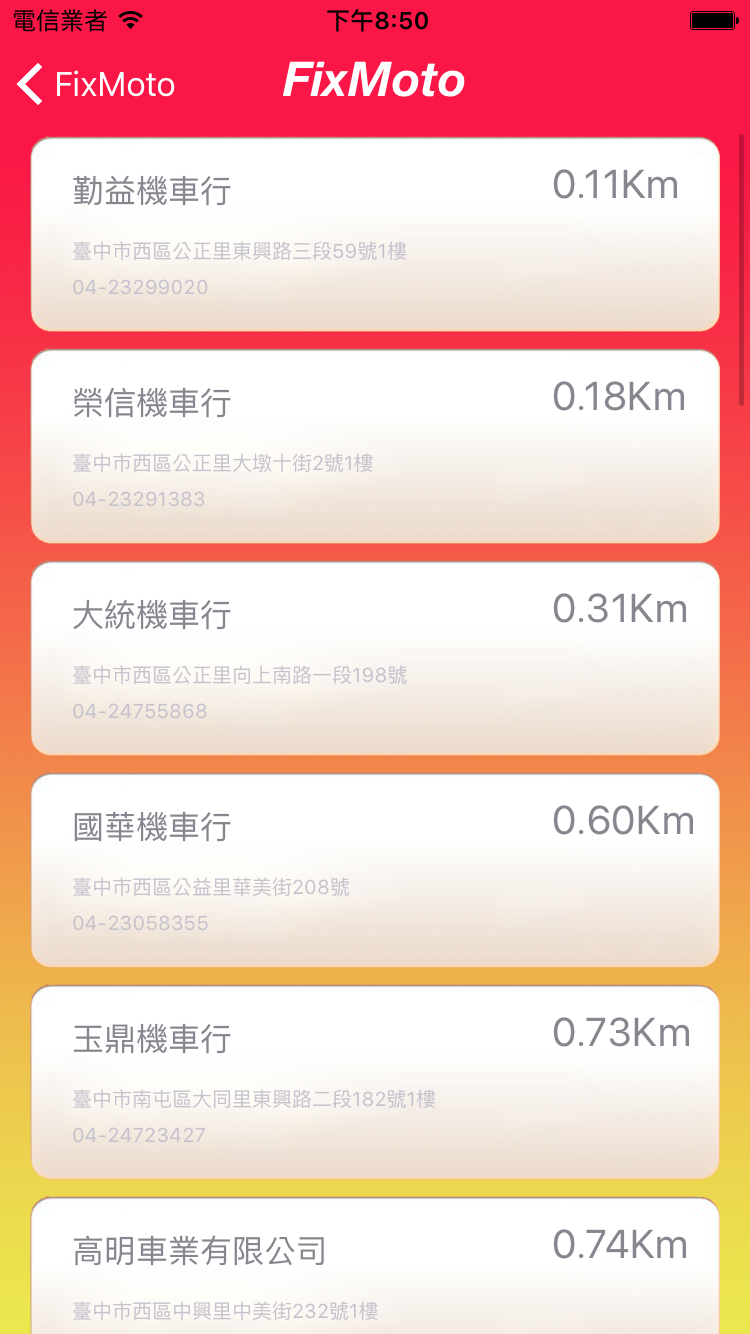 電信業者 下午8:50
FixMoto FixMoto
勤益機車行 0.11Km
臺中市西區公正里東興路三段59號1樓
04-23299020
榮信機車行 0.18Km
臺中市西區公正里大墩十街2號1樓
04-23291383
大統機車行 0.31Km
臺中市西區公正里向上南路一段198號
04-24755868
國華機車行 0.60Km
臺中市西區公益里華美街208號
04-23058355
玉鼎機車行 0.73Km
臺中市南屯區大同里東興路二段182號1樓
04-24723427
高明車業有限公司 0.74Km
臺中市西區中興里中美街232號1樓